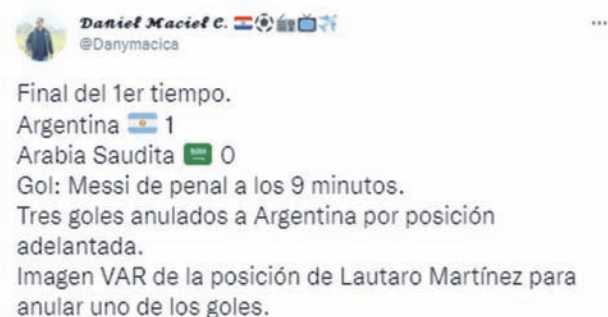 Daniel Maciel C. 🇵🇾⚽📻📺✈️
@Danymacica
Final del 1er tiempo.
Argentina 🇦🇷 1
Arabia Saudita 🇸🇦 0
Gol: Messi de penal a los 9 minutos.
Tres goles anulados a Argentina por posición
adelantada.
Imagen VAR de la posición de Lautaro Martínez para
anular uno de los goles.